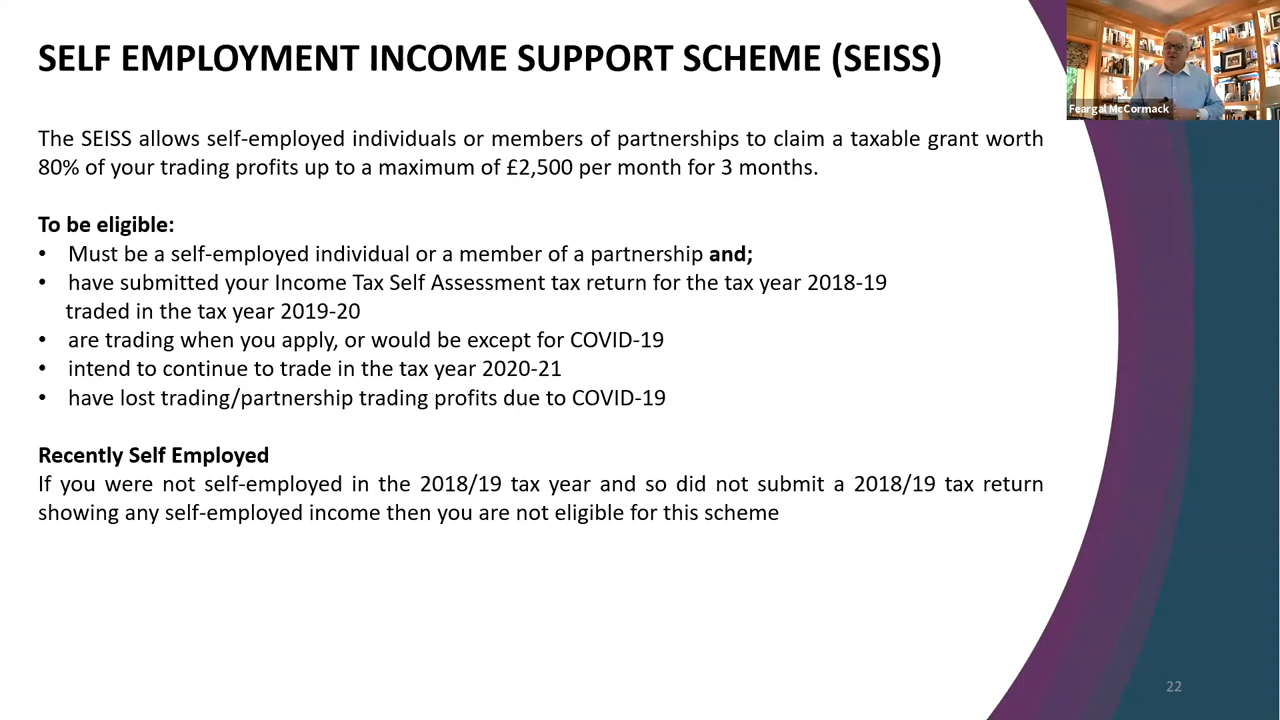 SELF EMPLOYMENT INCOME SUPPORT SCHEME (SEISS)
Feargal McCormack
The SEISS allows self-employed individuals or members of partnerships to claim a taxable grant worth
80% of your trading profits up to a maximum of £2,500 per month for 3 months.
To be eligible:
• Must be a self-employed individual or a member of a partnership and;
• have submitted your Income Tax Self Assessment tax return for the tax year 2018-19
traded in the tax year 2019-20
• are trading when you apply, or would be except for COVID-19
• intend to continue to trade in the tax year 2020-21
• have lost trading/partnership trading profits due to COVID-19
Recently Self Employed
If you were not self-employed in the 2018/19 tax year and so did not submit a 2018/19 tax return
showing any self-employed income then you are not eligible for this scheme
22